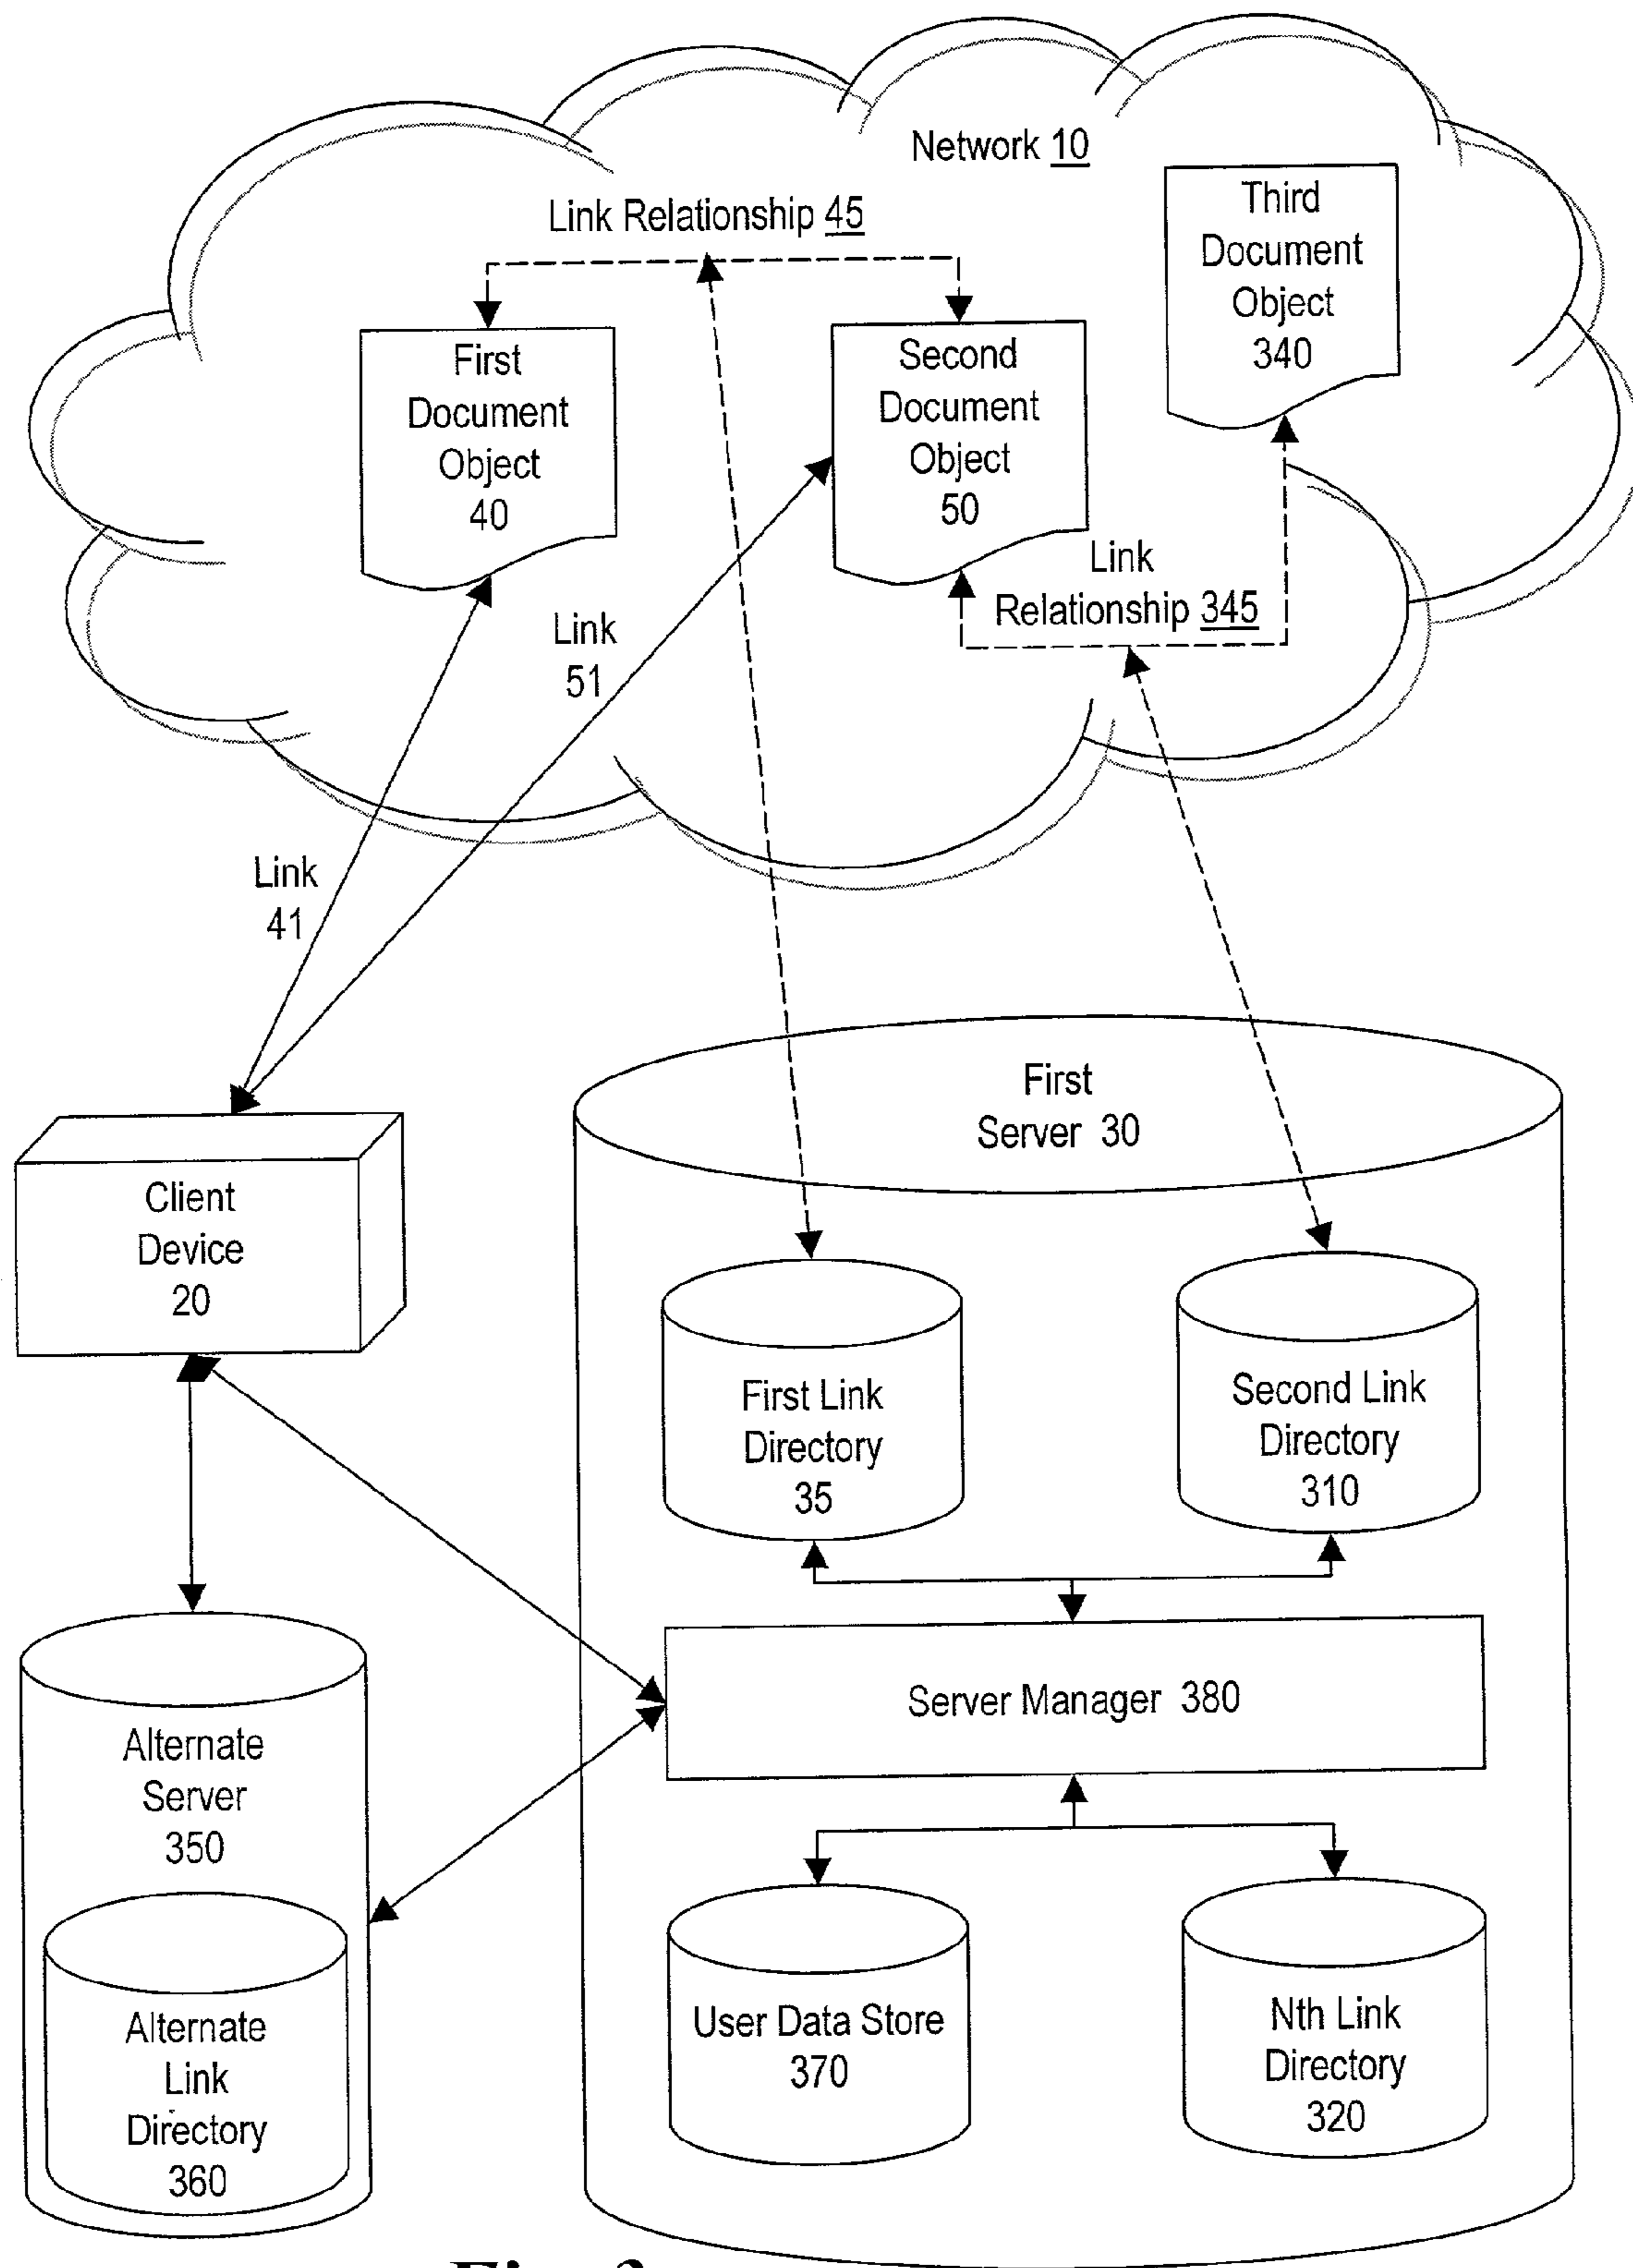 Network 10
Link Relationship 45
Third
Document
Object
340
First
Document
Object
40
Second
Document
Object
50
Link
Relationship 345
Link
51
Link
41
First
Server 30
Client
Device
20
First Link
Directory
35
Second Link
Directory
310
Server Manager 380
Alternate
Server
350
Alternate
Link
Directory
360
User Data Store
370
Nth Link
Directory
320